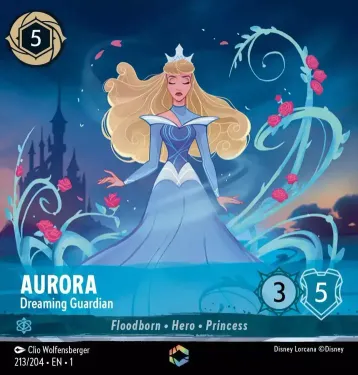 5
AURORA
Dreaming Guardian
3
5
Floodborn • Hero • Princess
Clio Wolfensberger
Disney Lorcana ©Disney
213/204 • EN • 1